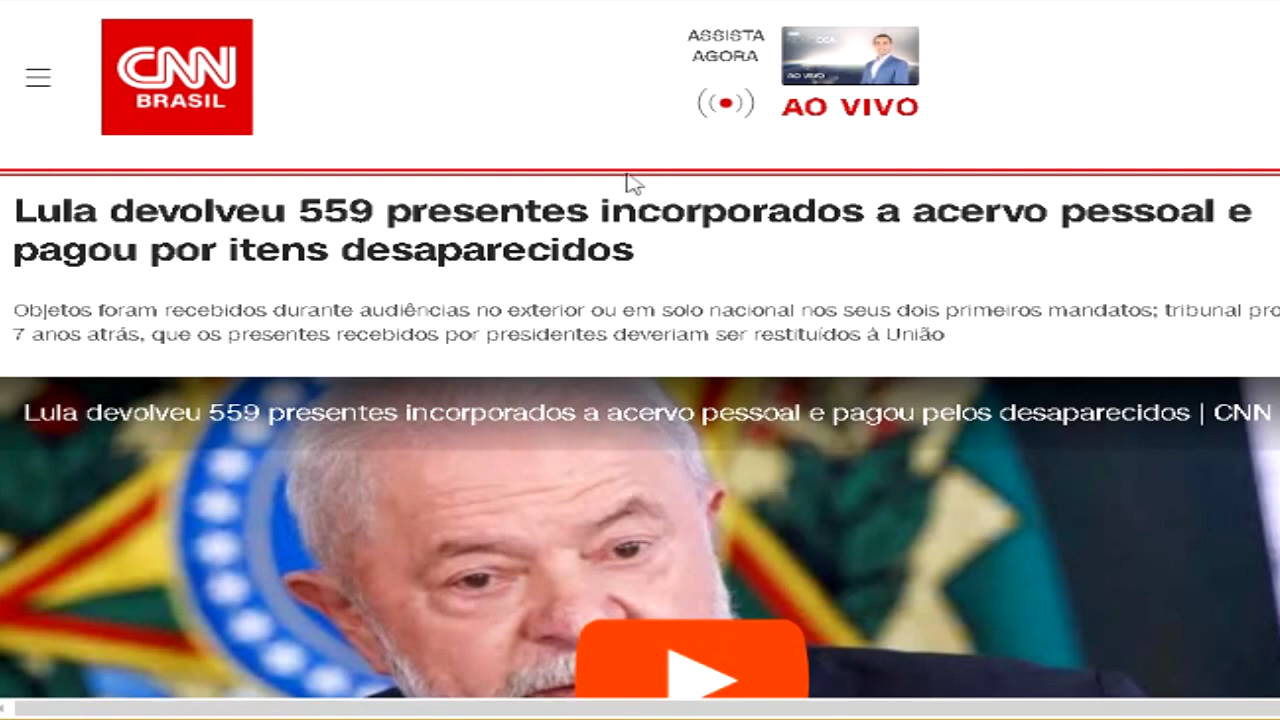 CNN
BRASIL
ASSISTA
AGORA
AO VIVO
AO VIVO
Lula devolveu 559 presentes incorporados a acervo pessoal e
pagou por itens desaparecidos
Objetos foram recebidos durante audiências no exterior ou em solo nacional nos seus dois primeiros mandatos; tribunal pro
7 anos atrás, que os presentes recebidos por presidentes deveriam ser restituídos à União
Lula devolveu 559 presentes incorporados a acervo pessoal e pagou pelos desaparecidos | CNN